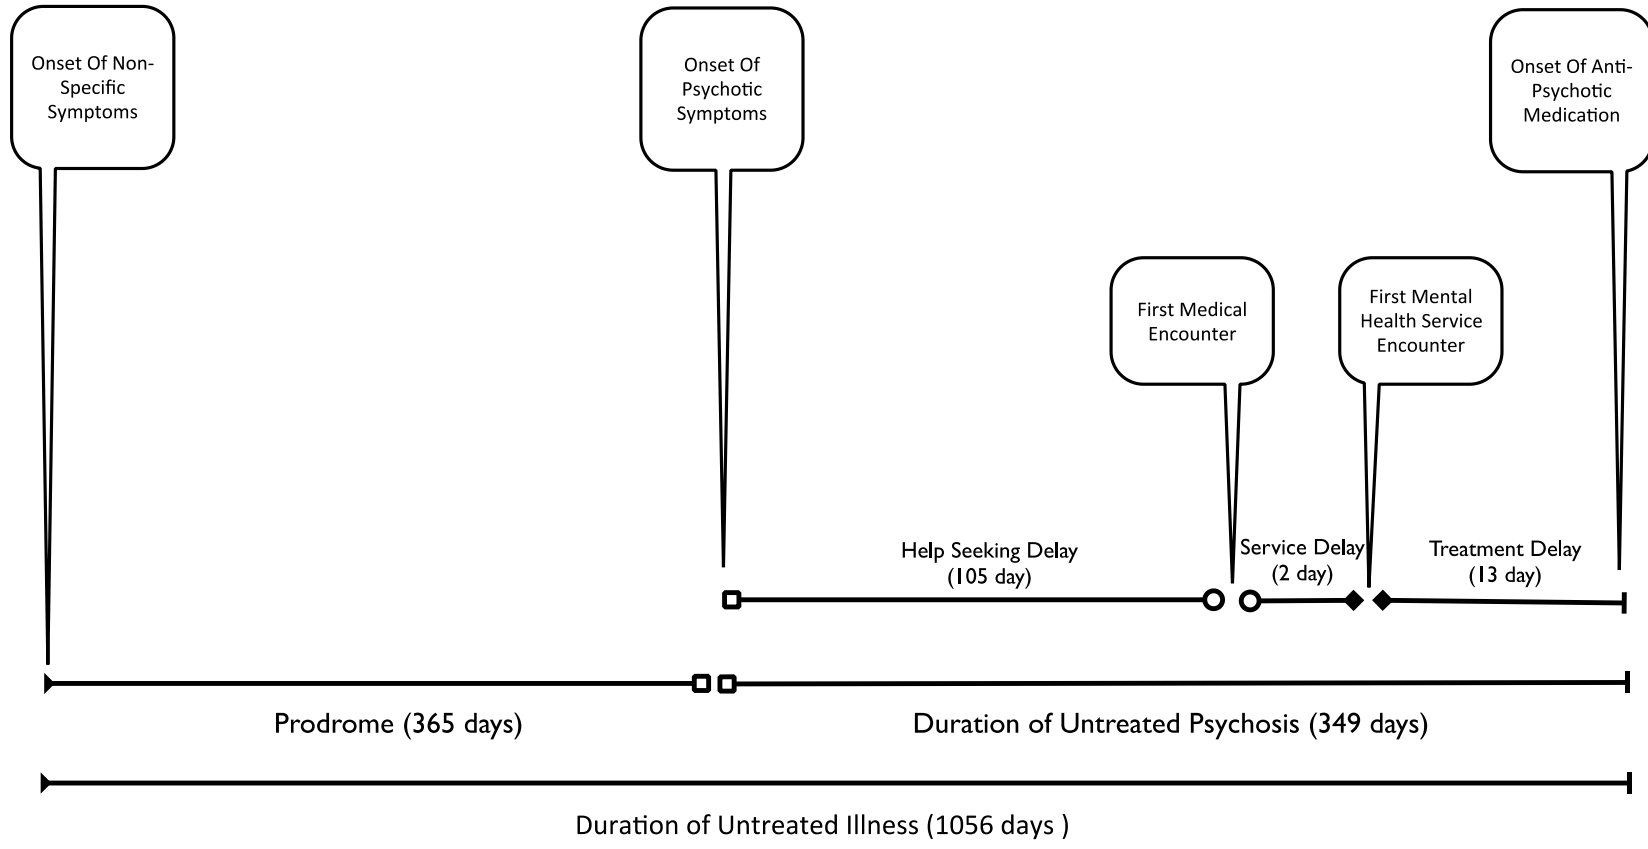 Onset Of Non-
Specific
Symptoms
Onset Of
Psychotic
Symptoms
Onset Of Anti-
Psychotic
Medication
First Medical
Encounter
First Mental
Health Service
Encounter
Help Seeking Delay
(105 day)
Service Delay
(2 day)
Treatment Delay
(13 day)
Prodrome (365 days)
Duration of Untreated Psychosis (349 days)
Duration of Untreated Illness (1056 days )